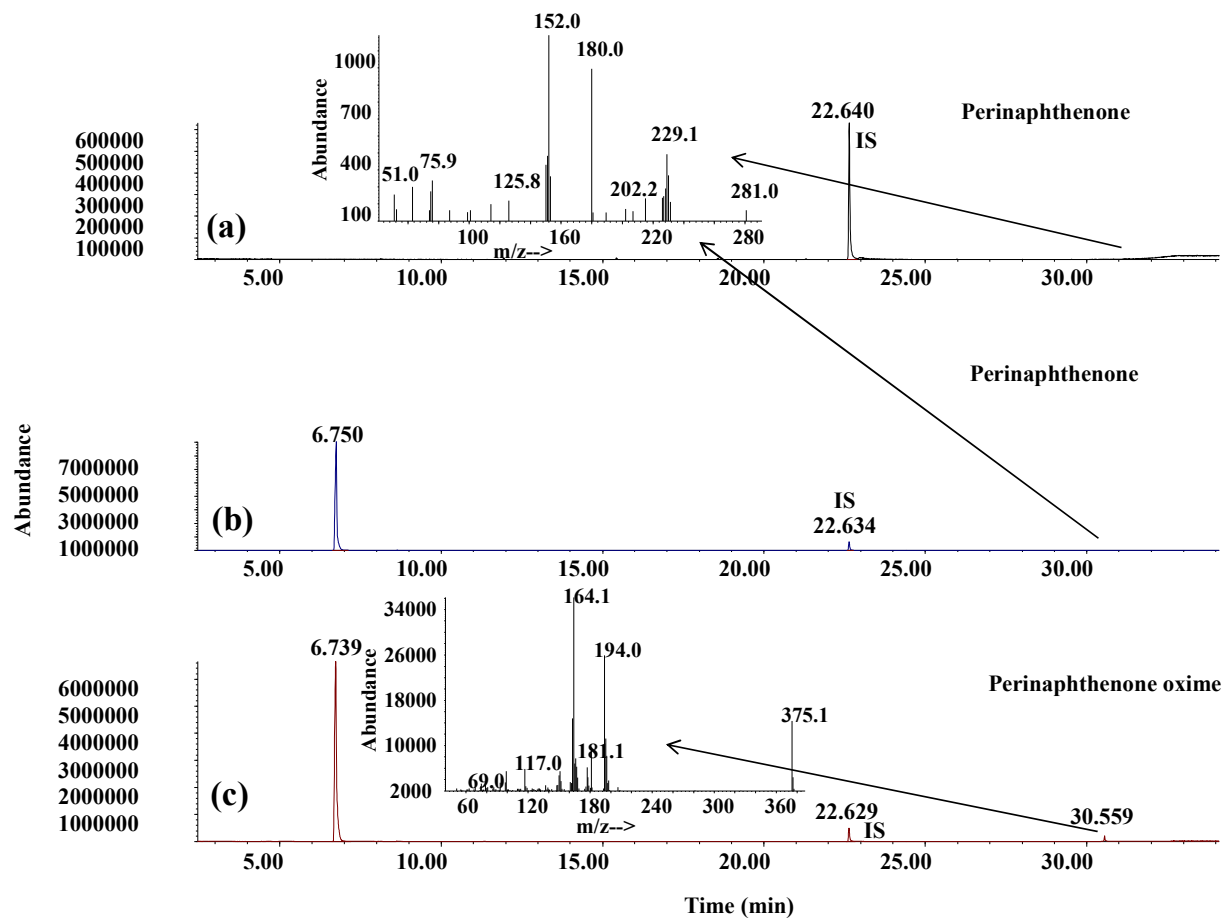 152.0
1000
180.0
700
Abundance
22.640
Perinaphthenone
600000
IS
229.1
500000
400
75.9
400000
51.0
125.8
202.2
281.0
300000
200000
100
(a)
100000
100 160 220 280
m/z-->
5.00 10.00 15.00 20.00 25.00 30.00
Perinaphthenone
Abundance
6.750
7000000
IS
5000000
3000000
(b)
22.634
1000000
5.00 10.00 15.00 20.00 25.00 30.00
164.1
34000
6.739
26000
194.0
Abundance
6000000
18000
Perinaphthenone oxime
5000000
375.1
4000000
10000
181.1
3000000
117.0
69.0
2000000
2000
(c)
60 120 180 240 300 360
22.629
30.559
1000000
m/z-->
IS
5.00 10.00 15.00 20.00 25.00 30.00
Time (min)